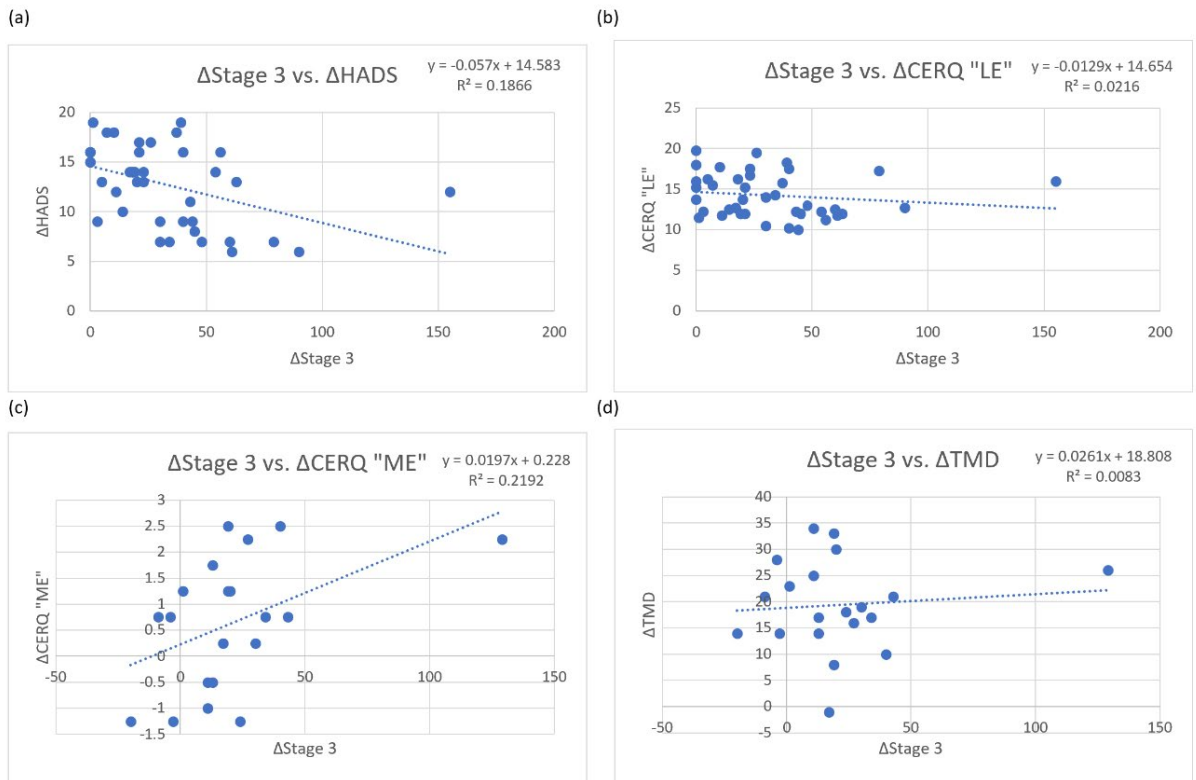 (a)
ΔStage 3 vs. ΔHADS
y = -0.057x + 14.583
R² = 0.1866
20
15
10
5
0
ΔHADS
0 50 100 150 200
ΔStage 3
(b)
ΔStage 3 vs. ΔCERQ "LE"
y = -0.0129x + 14.654
R² = 0.0216
25
20
15
10
5
0
ΔCERQ "LE"
0 50 100 150 200
ΔStage 3
(c)
ΔStage 3 vs. ΔCERQ "ME"
y = 0.0197x + 0.228
R² = 0.2192
3
2.5
2
1.5
1
0.5
0
-0.5
-1
-1.5
ΔCERQ "ME"
-50 0 50 100 150
ΔStage 3
(d)
ΔStage 3 vs. ΔTMD
y = 0.0261x + 18.808
R² = 0.0083
40
35
30
25
20
15
10
5
0
-5
ΔTMD
-50 0 50 100 150
ΔStage 3